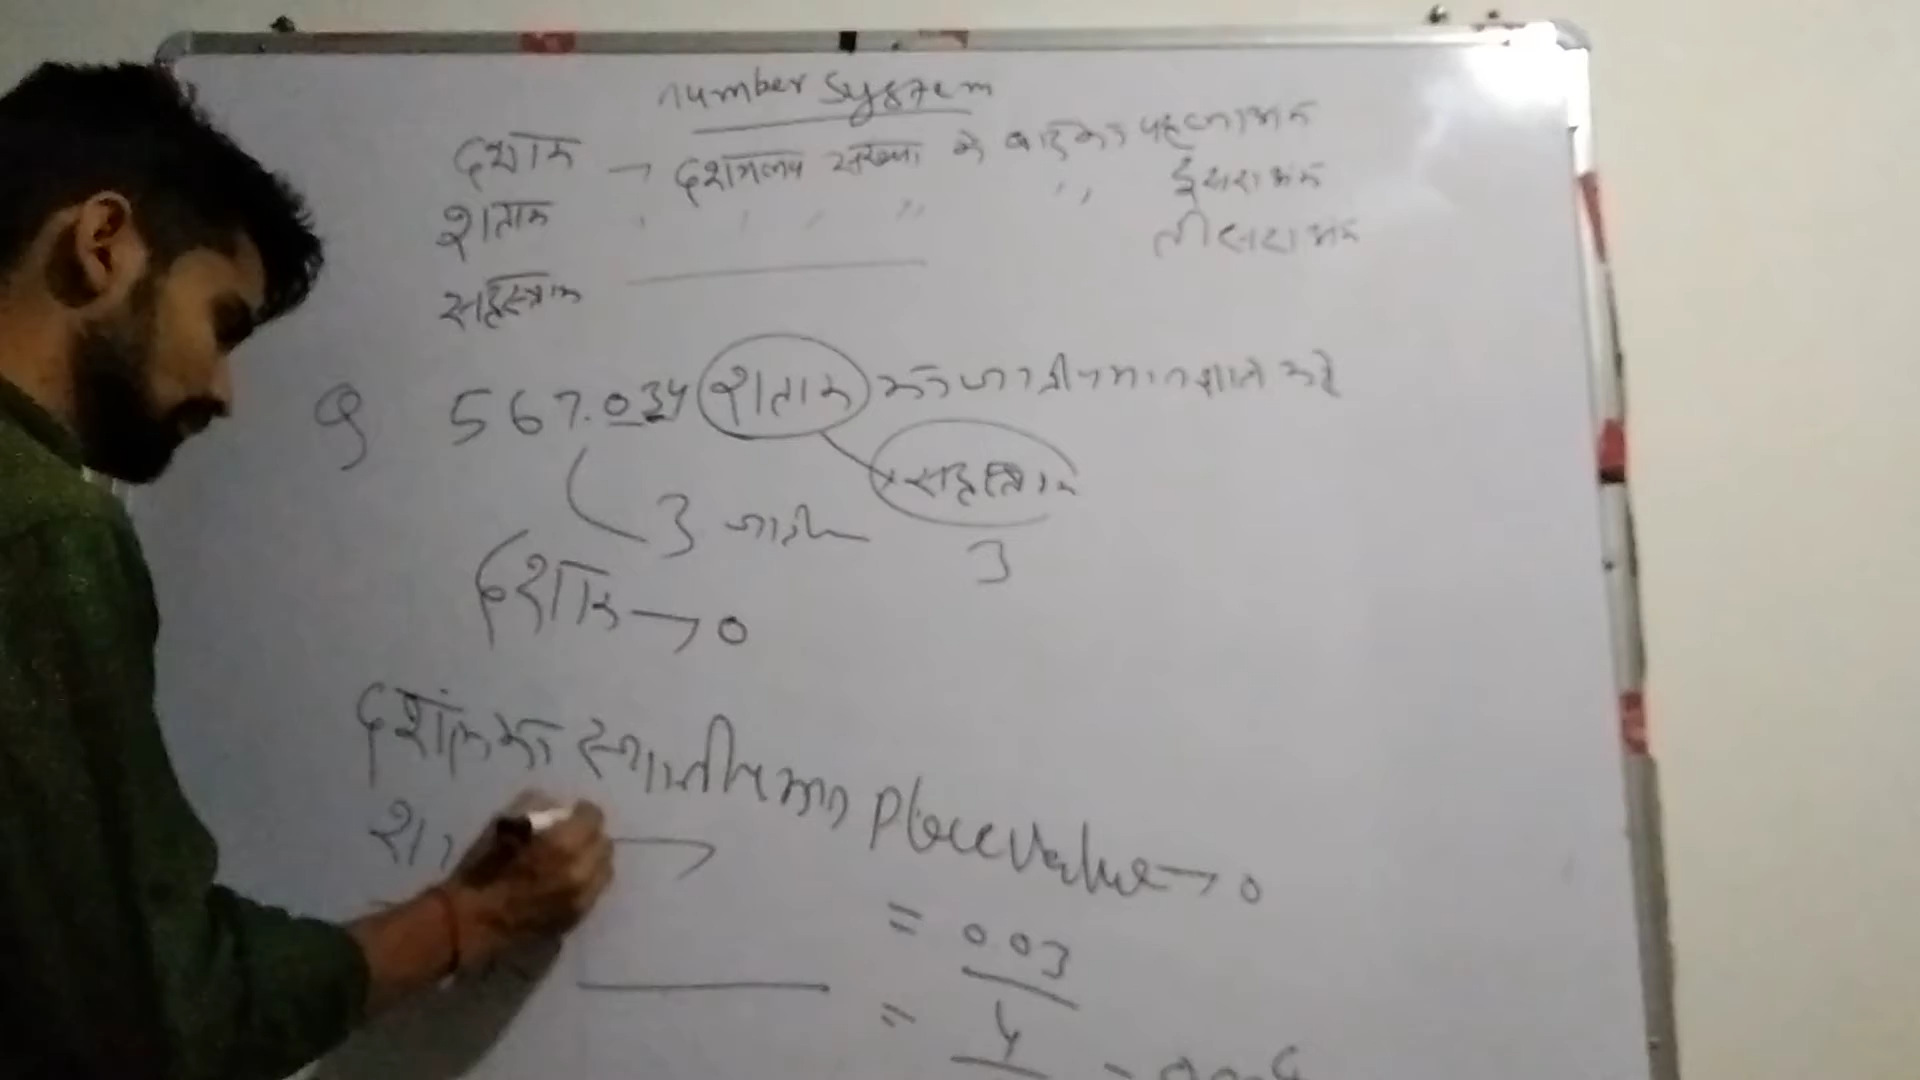 number system
दशांक → दशमलव संख्या के बाद का पहला अंक
शतांक " " " " " दूसरा अंक
सहस्त्रांक तीसरा अंक
Q 567.034 शतांक का जातीय मान ज्ञात करे
सहस्त्रांक
3 जातीय 3
दशांक → 0
दशांक का स्थानीय मान Place Value → 0
= 0.03
= 4